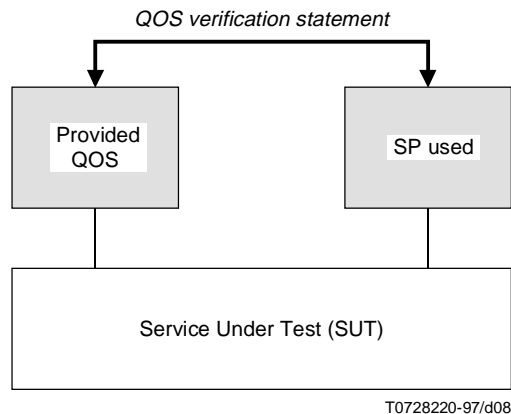 QOS verification statement
Provided
QOS
SP used
Service Under Test (SUT)
T0728220-97/d08